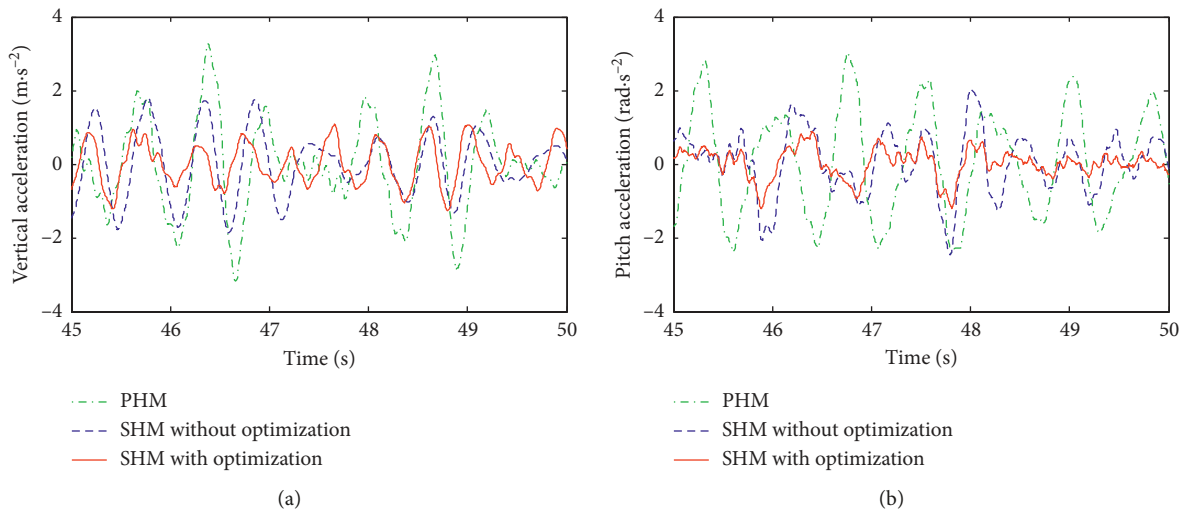 4
2
0
−2
−4
Vertical acceleration (m·s−2)
45 46 47 48 49 50
Time (s)
PHM
SHM without optimization
SHM with optimization
(a)
4
2
0
−2
−4
Pitch acceleration (rad·s−2)
45 46 47 48 49 50
Time (s)
PHM
SHM without optimization
SHM with optimization
(b)